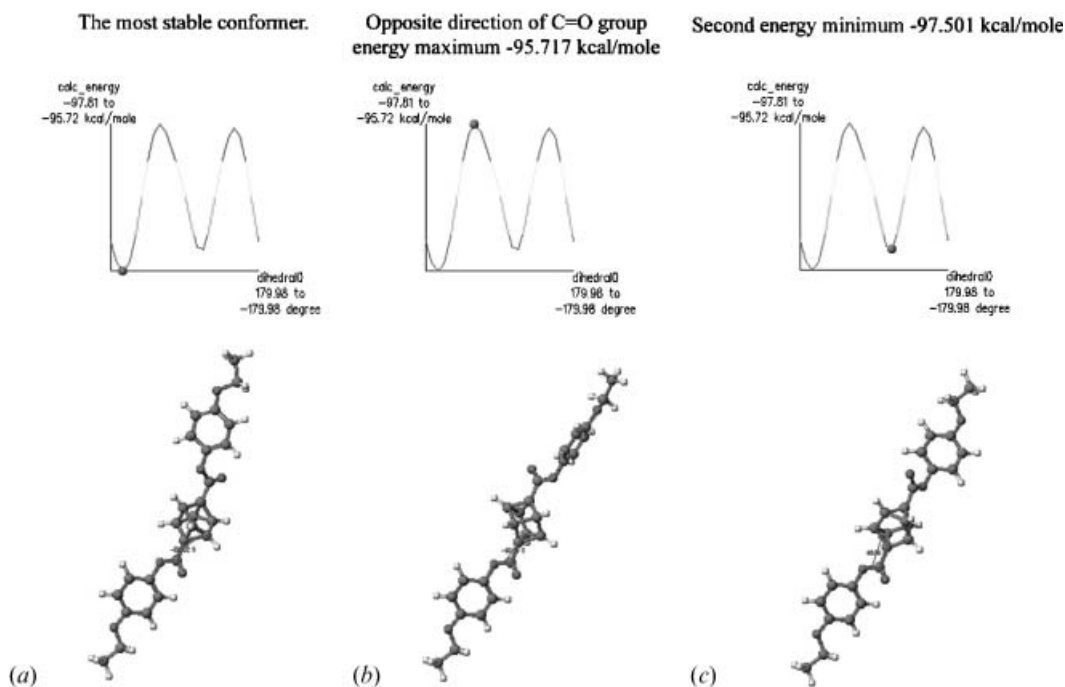 The most stable conformer.
Opposite direction of C=O group
energy maximum -95.717 kcal/mole
Second energy minimum -97.501 kcal/mole
calc_energy
-97.81 to
-95.72 kcal/mole
dihedral0
179.98 to
-179.98 degree
calc_energy
-97.81 to
-95.72 kcal/mole
dihedral0
179.98 to
-179.98 degree
calc_energy
-97.81 to
-95.72 kcal/mole
dihedral0
179.98 to
-179.98 degree
(a)
(b)
(c)